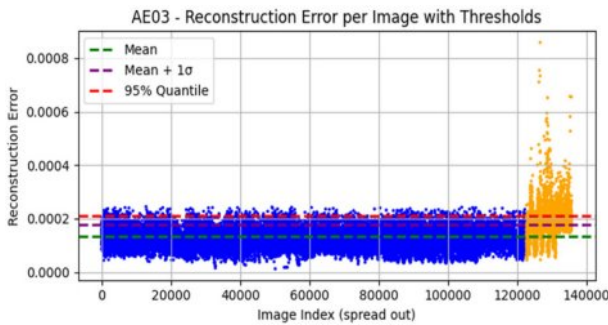 AE03 - Reconstruction Error per Image with Thresholds
Mean
Mean + 1σ
95% Quantile
Reconstruction Error
0.0008
0.0006
0.0004
0.0002
0.0000
0 20000 40000 60000 80000 100000 120000 140000
Image Index (spread out)